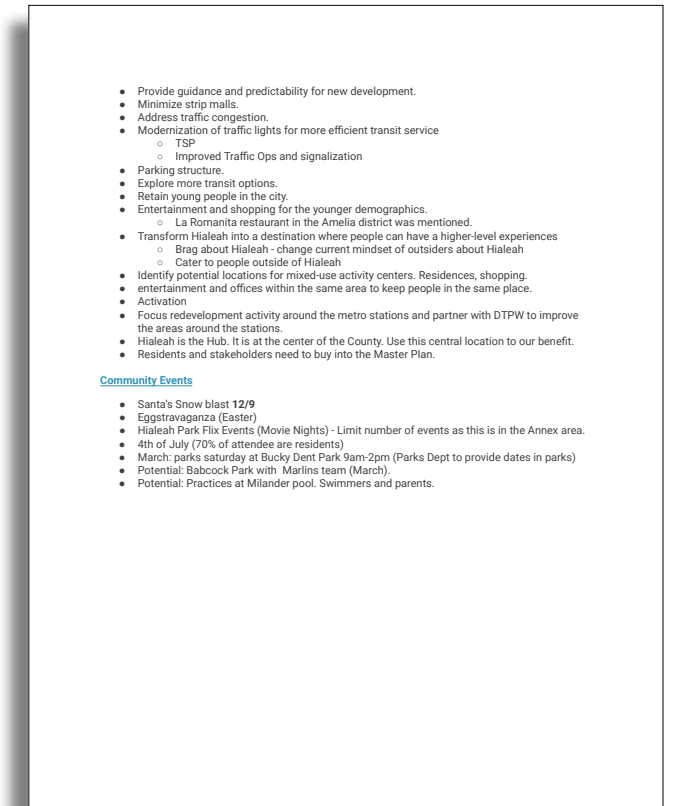 ● Provide guidance and predictability for new development.
● Minimize strip malls.
● Address traffic congestion.
● Modernization of traffic lights for more efficient transit service
○ TSP
○ Improved Traffic Ops and signalization
● Parking structure.
● Explore more transit options.
● Retain young people in the city.
● Entertainment and shopping for the younger demographics.
○ La Romanita restaurant in the Amelia district was mentioned.
● Transform Hialeah into a destination where people can have a higher-level experiences
○ Brag about Hialeah - change current mindset of outsiders about Hialeah
○ Cater to people outside of Hialeah
● Identify potential locations for mixed-use activity centers. Residences, shopping.
● entertainment and offices within the same area to keep people in the same place.
● Activation
● Focus redevelopment activity around the metro stations and partner with DTPW to improve
the areas around the stations.
● Hialeah is the Hub. It is at the center of the County. Use this central location to our benefit.
● Residents and stakeholders need to buy into the Master Plan.
Community Events
● Santa's Snow blast 12/9
● Eggstravaganza (Easter)
● Hialeah Park Flix Events (Movie Nights) - Limit number of events as this is in the Annex area.
● 4th of July (70% of attendee are residents)
● March: parks saturday at Bucky Dent Park 9am-2pm (Parks Dept to provide dates in parks)
● Potential: Babcock Park with Marlins team (March).
● Potential: Practices at Milander pool. Swimmers and parents.